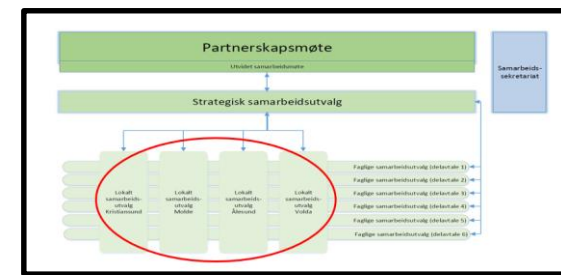 Partnerskapsmøte
Utvidet samarbeidsmøte
Samarbeids-
sekretariat
Strategisk samarbeidsutvalg
Lokalt
samarbeids-
utvalg
Kristiansund
Lokalt
samarbeids-
utvalg
Molde
Lokalt
samarbeids-
utvalg
Ålesund
Lokalt
samarbeids-
utvalg
Volda
Faglige samarbeidsutvalg (delavtale 1)
Faglige samarbeidsutvalg (delavtale 2)
Faglige samarbeidsutvalg (delavtale 3)
Faglige samarbeidsutvalg (delavtale 4)
Faglige samarbeidsutvalg (delavtale 5)
Faglige samarbeidsutvalg (delavtale 6)